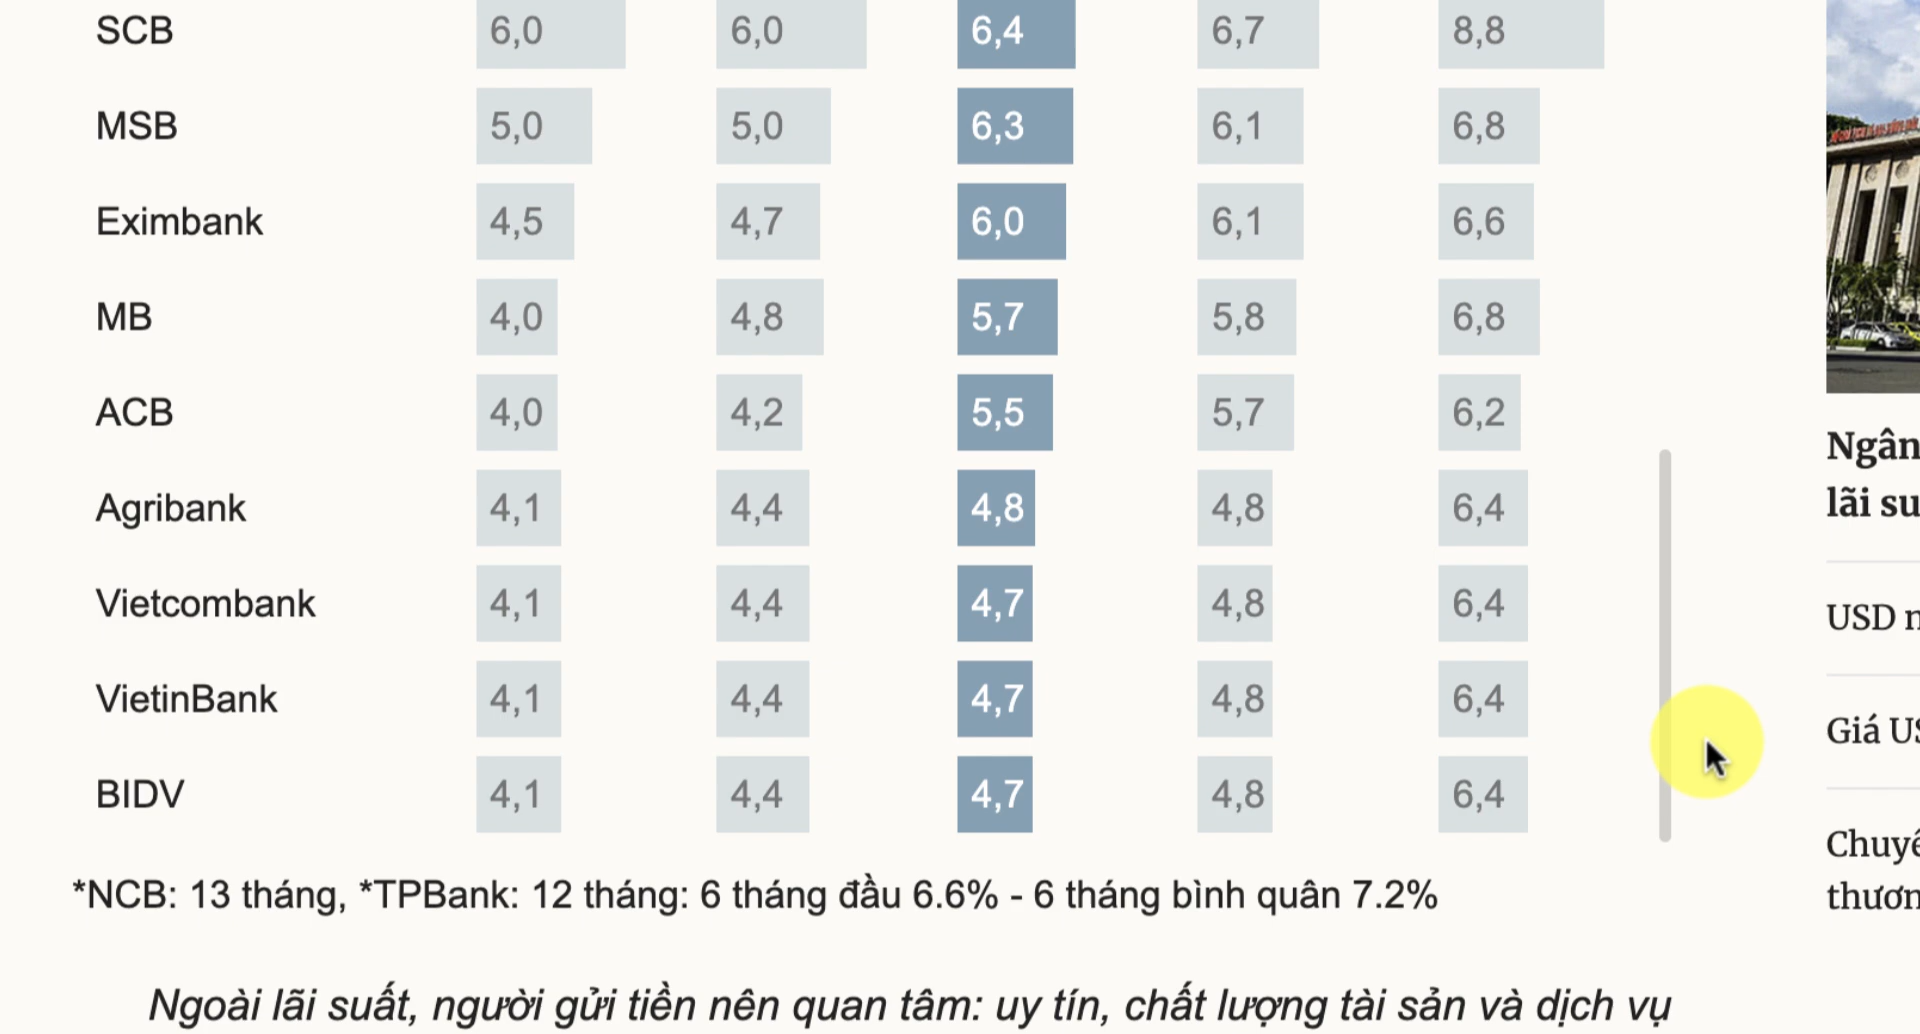 SCB 6,0 6,0 6,4 6,7 8,8
MSB 5,0 5,0 6,3 6,1 6,8
Eximbank 4,5 4,7 6,0 6,1 6,6
MB 4,0 4,8 5,7 5,8 6,8
ACB 4,0 4,2 5,5 5,7 6,2
Agribank 4,1 4,4 4,8 4,8 6,4
Vietcombank 4,1 4,4 4,7 4,8 6,4
VietinBank 4,1 4,4 4,7 4,8 6,4
BIDV 4,1 4,4 4,7 4,8 6,4
*NCB: 13 tháng, *TPBank: 12 tháng: 6 tháng đầu 6.6% - 6 tháng bình quân 7.2%
Ngoài lãi suất, người gửi tiền nên quan tâm: uy tín, chất lượng tài sản và dịch vụ
Ngân
lãi su
USD
Giá